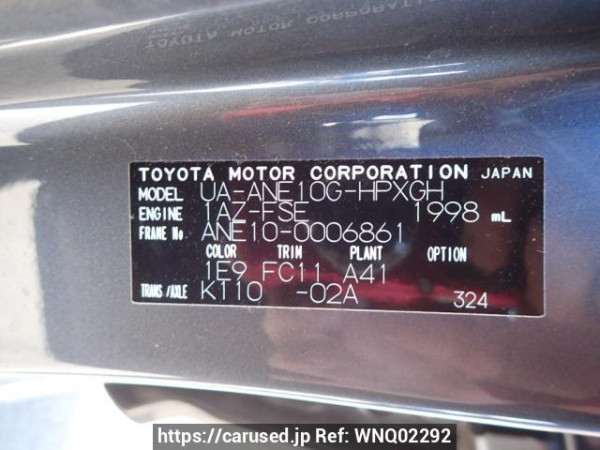 TOYOTA MOTOR CORPORATION JAPAN
MODEL UA-ANE10G-HPXGH
ENGINE 1AZ-FSE 1998 mL
FRAME No. ANE10-0006861
COLOR TRIM PLANT OPTION
1E9 FC11 A41
TRANS/AXLE KT10 -02A 324
https://carused.jp Ref: WNQ02292